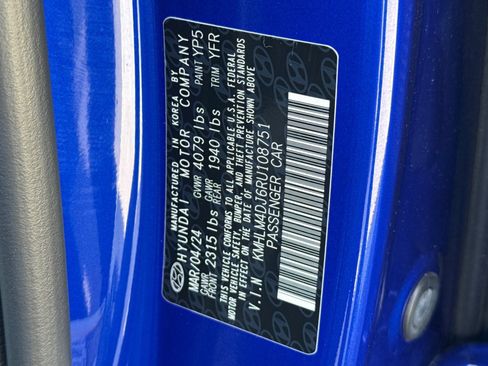 MANUFACTURED IN KOREA BY
HYUNDAI MOTOR COMPANY
MAR/04/24 GVWR 4079 lbs PAINT YP5
GAWR FRONT 2315 lbs GAWR REAR 1940 lbs TRIM YFR
THIS VEHICLE CONFORMS TO ALL APPLICABLE U.S.A. FEDERAL
MOTOR VEHICLE SAFETY, BUMPER, AND THEFT PREVENTION STANDARDS
IN EFFECT ON THE DATE OF MANUFACTURE SHOWN ABOVE
V.I.N KMHLM4DJ6RU108751
PASSENGER CAR